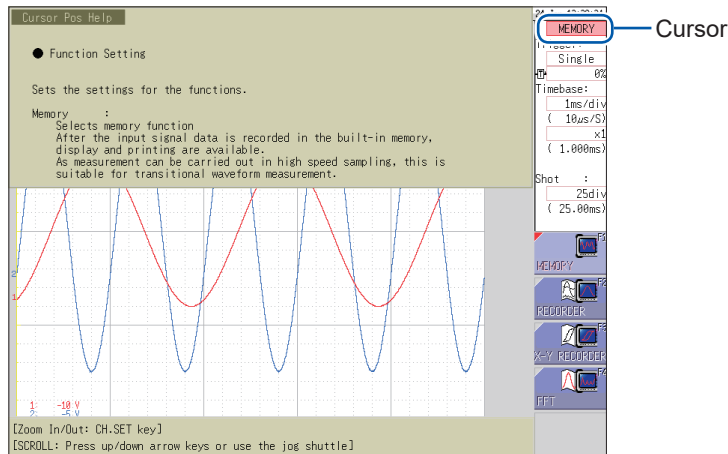 Cursor Pos Help
● Function Setting
Sets the settings for the functions.
Memory :
Selects memory function
After the input signal data is recorded in the built-in memory,
display and printing are available.
As measurement can be carried out in high speed sampling, this is
suitable for transitional waveform measurement.
2
1
1: -10 V
2: -5 V
[Zoom In/Out: CH.SET key]
[SCROLL: Press up/down arrow keys or use the jog shuttle]
MEMORY
Cursor
Single
T 0%
Timebase:
1ms/div
( 10µs/S)
x1
( 1.000ms)
Shot :
25div
( 25.00ms)
F1
MEMORY
F2
RECORDER
F3
X-Y RECORDER
F4
FFT